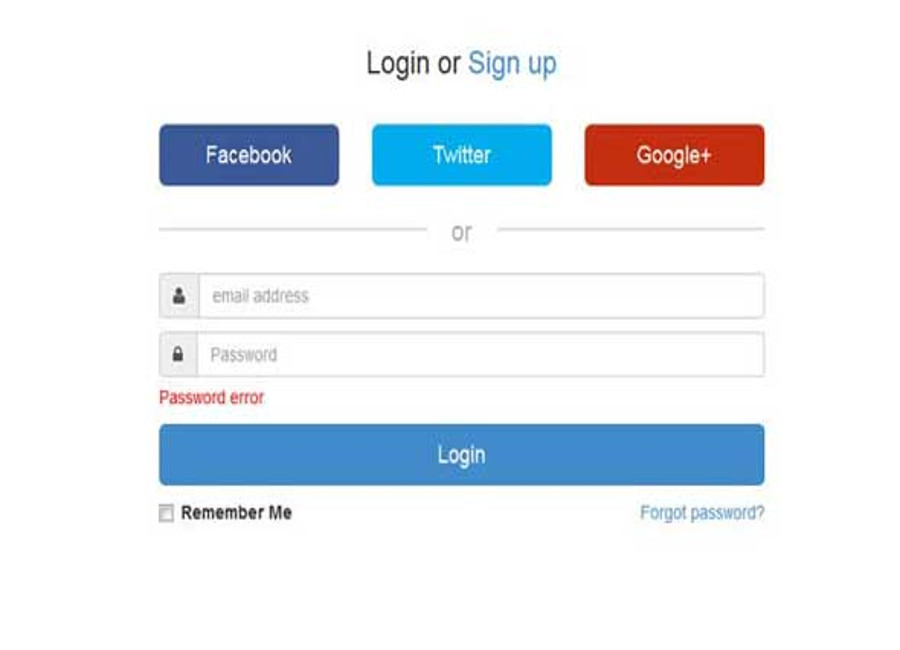 Login or Sign up
Facebook Twitter Google+
or
email address
Password
Password error
Login
Remember Me Forgot password?